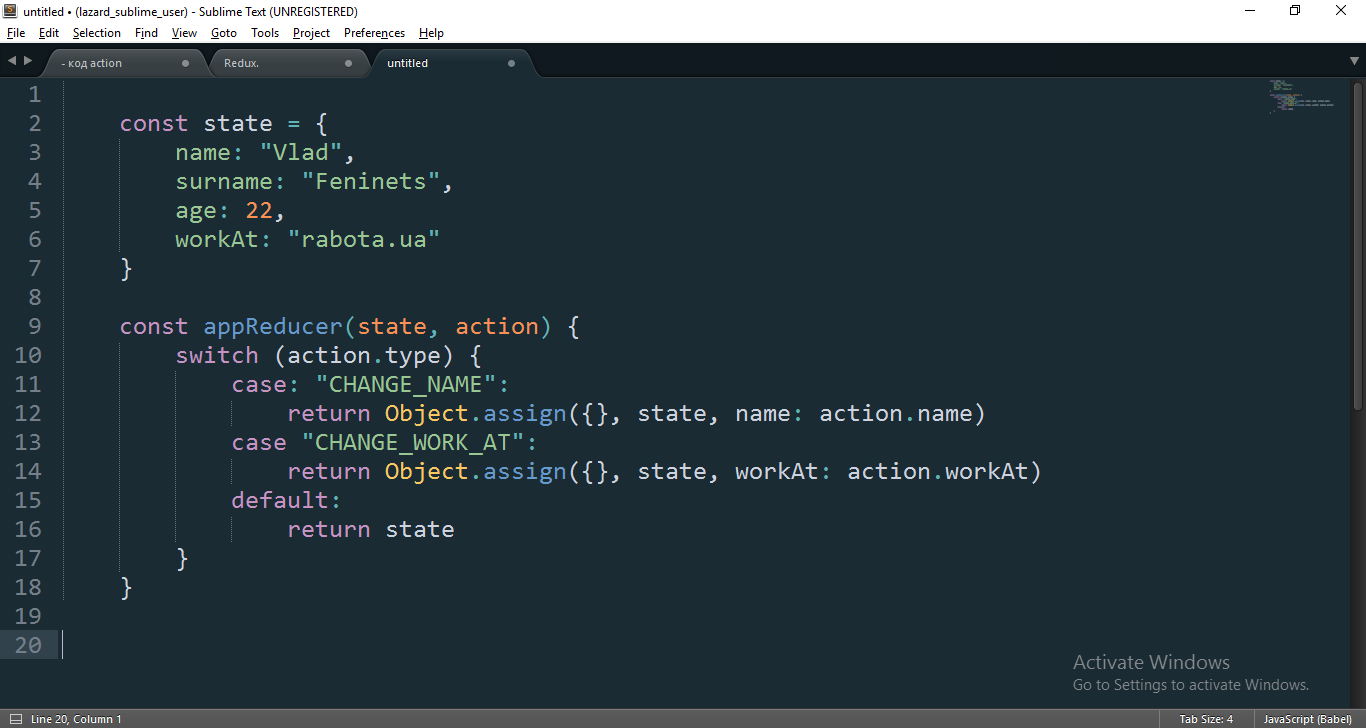 untitled • (lazard_sublime_user) - Sublime Text (UNREGISTERED)
File Edit Selection Find View Goto Tools Project Preferences Help
- код action Redux. untitled
1
2 const state = {
3 name: "Vlad",
4 surname: "Feninets",
5 age: 22,
6 workAt: "rabota.ua"
7 }
8
9 const appReducer(state, action) {
10 switch (action.type) {
11 case: "CHANGE_NAME":
12 return Object.assign({}, state, name: action.name)
13 case "CHANGE_WORK_AT":
14 return Object.assign({}, state, workAt: action.workAt)
15 default:
16 return state
17 }
18 }
19
20
Activate Windows
Go to Settings to activate Windows.
Line 20, Column 1 Tab Size: 4 JavaScript (Babel)